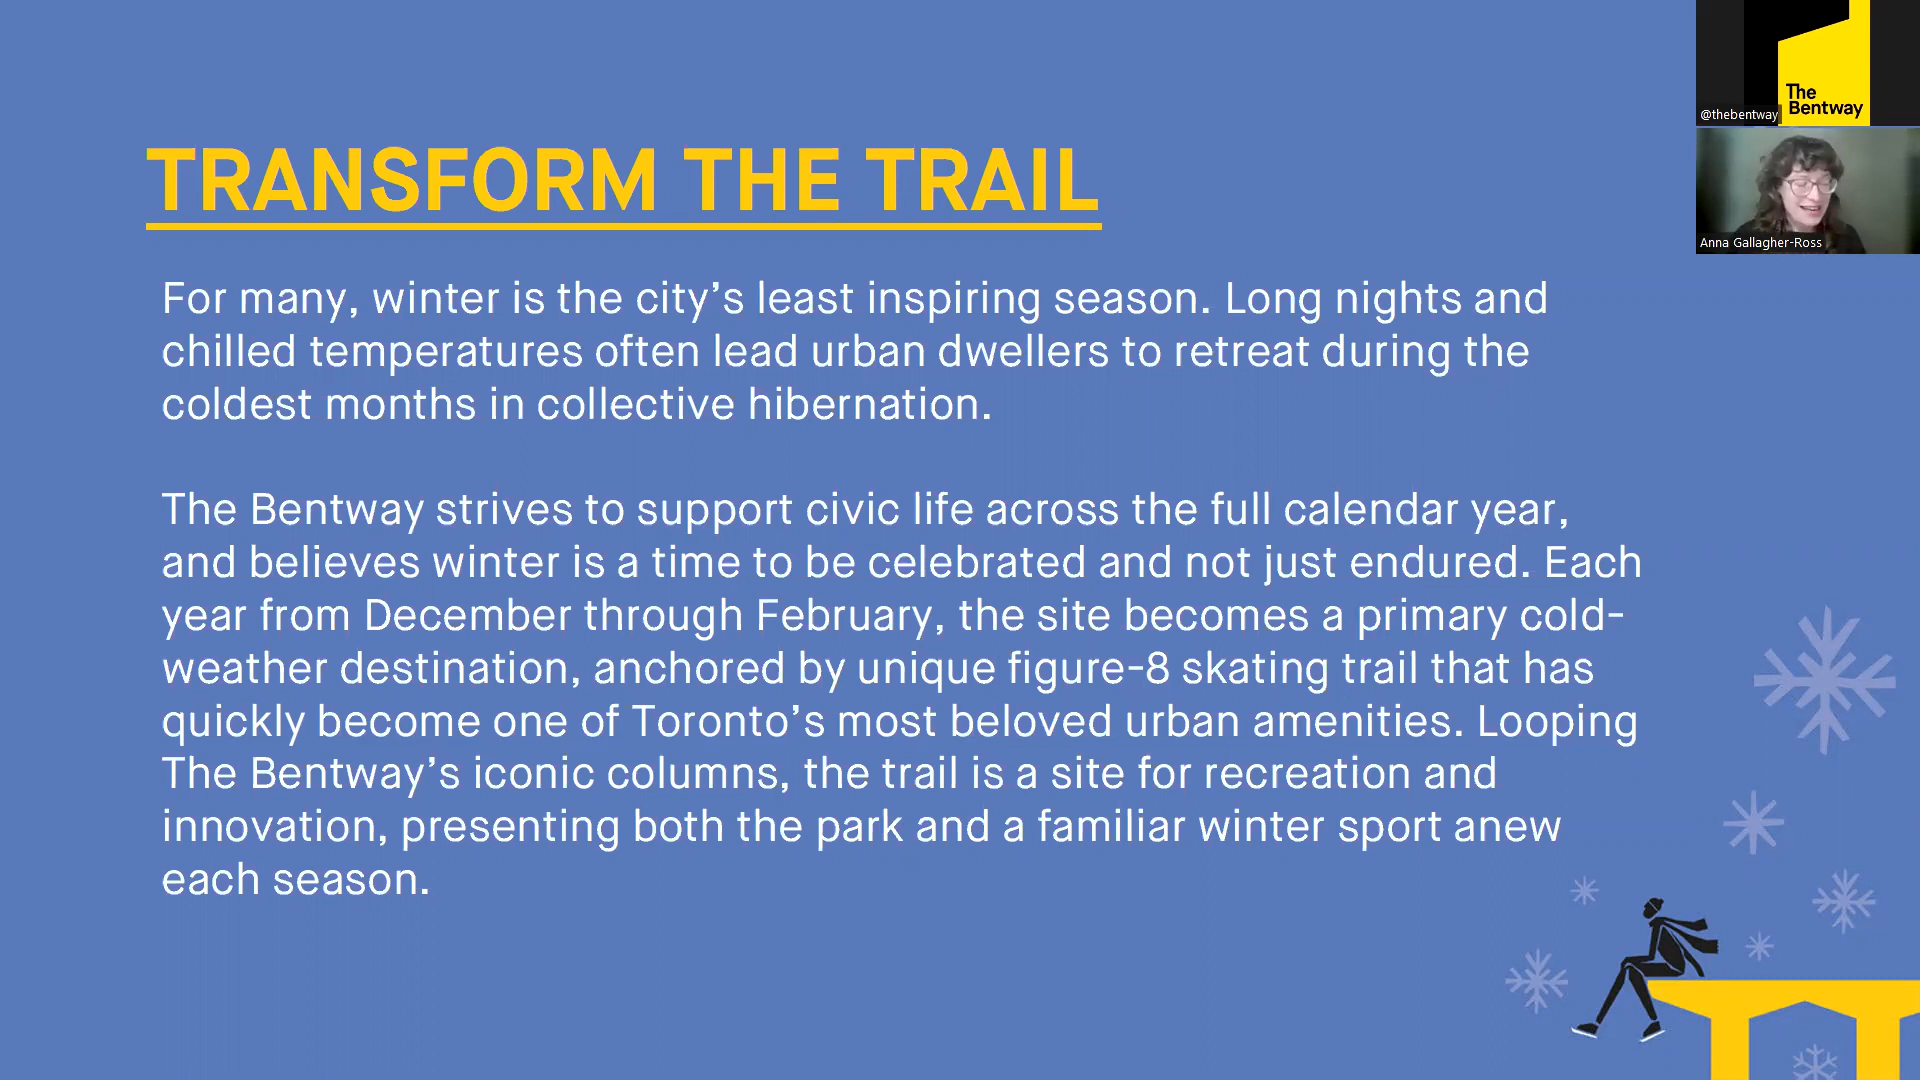 TRANSFORM THE TRAIL
For many, winter is the city’s least inspiring season. Long nights and
chilled temperatures often lead urban dwellers to retreat during the
coldest months in collective hibernation.
The Bentway strives to support civic life across the full calendar year,
and believes winter is a time to be celebrated and not just endured. Each
year from December through February, the site becomes a primary cold-
weather destination, anchored by unique figure-8 skating trail that has
quickly become one of Toronto’s most beloved urban amenities. Looping
The Bentway’s iconic columns, the trail is a site for recreation and
innovation, presenting both the park and a familiar winter sport anew
each season.
The
Bentway
@thebentway
Anna Gallagher-Ross